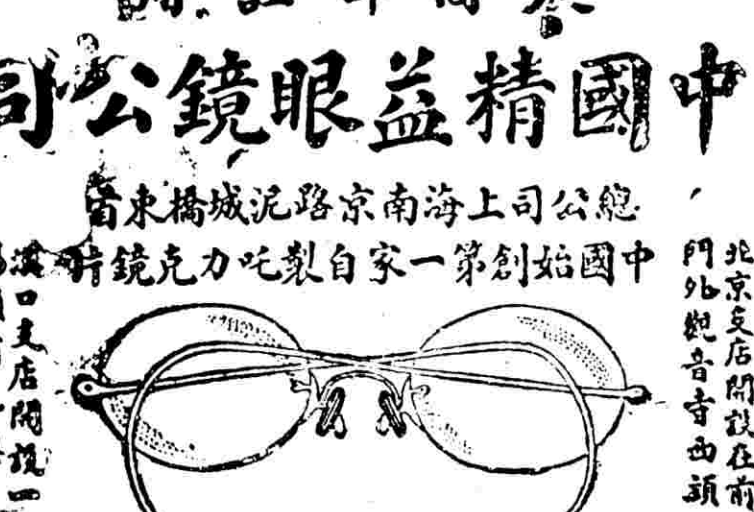 中國精益眼鏡公司
總公司上海南京路泥城橋東首
中國始創第一家自製吒力克鏡片
北京支店開設在前
門外觀音寺西頭
漢口支店開設